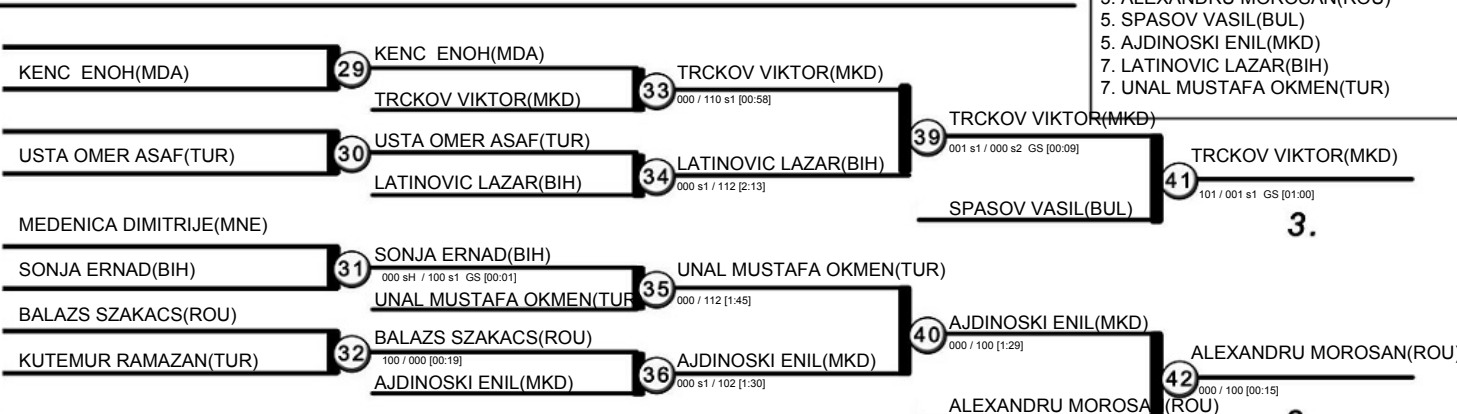 3. ALEXANDRU MOROSAN(ROU)
5. SPASOV VASIL(BUL)
5. AJDINOSKI ENIL(MKD)
7. LATINOVIC LAZAR(BIH)
7. UNAL MUSTAFA OKMEN(TUR)
KENC ENOH(MDA)
29
KENC ENOH(MDA)
TRCKOV VIKTOR(MKD)
33
TRCKOV VIKTOR(MKD)
000 / 110 s1 [00:58]
USTA OMER ASAF(TUR)
30
USTA OMER ASAF(TUR)
LATINOVIC LAZAR(BIH)
34
LATINOVIC LAZAR(BIH)
000 s1 / 112 [2:13]
39
TRCKOV VIKTOR(MKD)
001 s1 / 000 s2 GS [00:09]
SPASOV VASIL(BUL)
41
TRCKOV VIKTOR(MKD)
101 / 001 s1 GS [01:00]
3.
MEDENICA DIMITRIJE(MNE)
SONJA ERNAD(BIH)
31
SONJA ERNAD(BIH)
000 sH / 100 s1 GS [00:01]
UNAL MUSTAFA OKMEN(TUR
35
UNAL MUSTAFA OKMEN(TUR)
000 / 112 [1:45]
BALAZS SZAKACS(ROU)
KUTEMUR RAMAZAN(TUR)
32
BALAZS SZAKACS(ROU)
100 / 000 [00:19]
AJDINOSKI ENIL(MKD)
36
AJDINOSKI ENIL(MKD)
000 s1 / 102 [1:30]
40
AJDINOSKI ENIL(MKD)
000 / 100 [1:29]
ALEXANDRU MOROSAN(ROU)
42
ALEXANDRU MOROSAN(ROU)
000 / 100 [00:15]